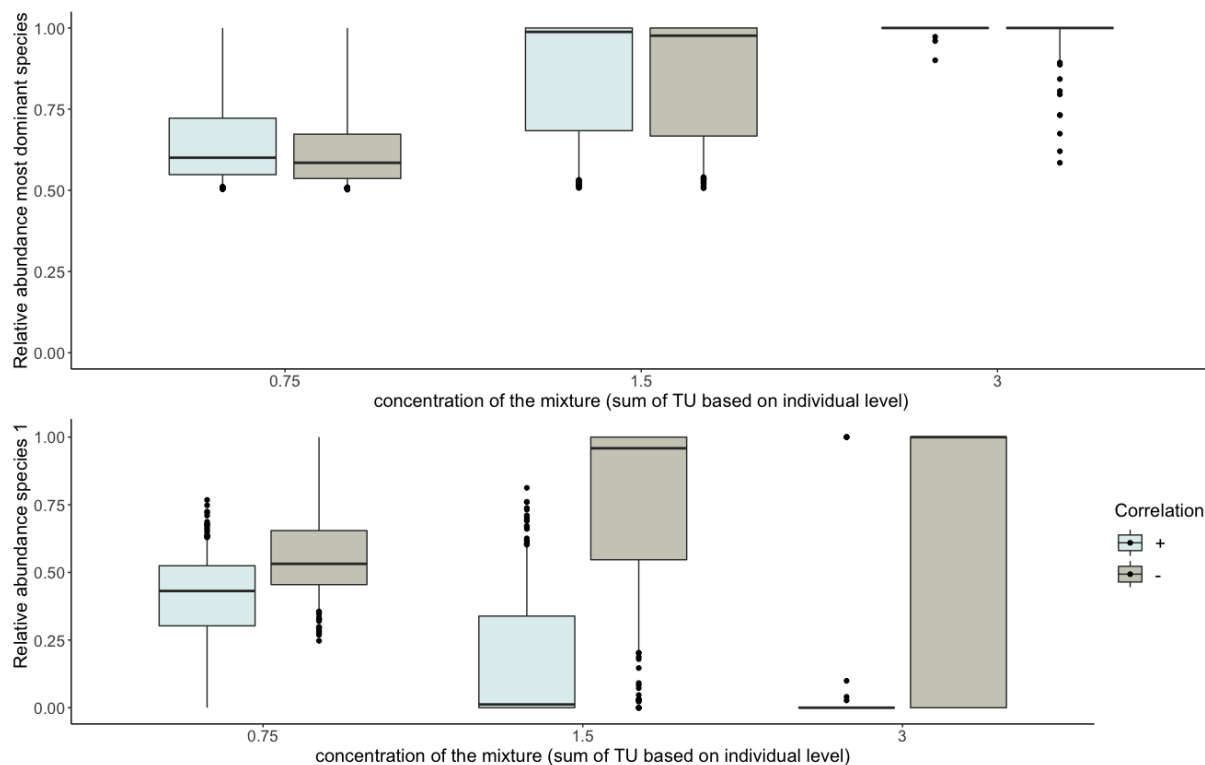 Relative abundance most dominant species
1.00
0.75
0.50
0.25
0.00
0.75 1.5 3
concentration of the mixture (sum of TU based on individual level)
Relative abundance species 1
1.00
0.75
0.50
0.25
0.00
0.75 1.5 3
concentration of the mixture (sum of TU based on individual level)
Correlation
+
-